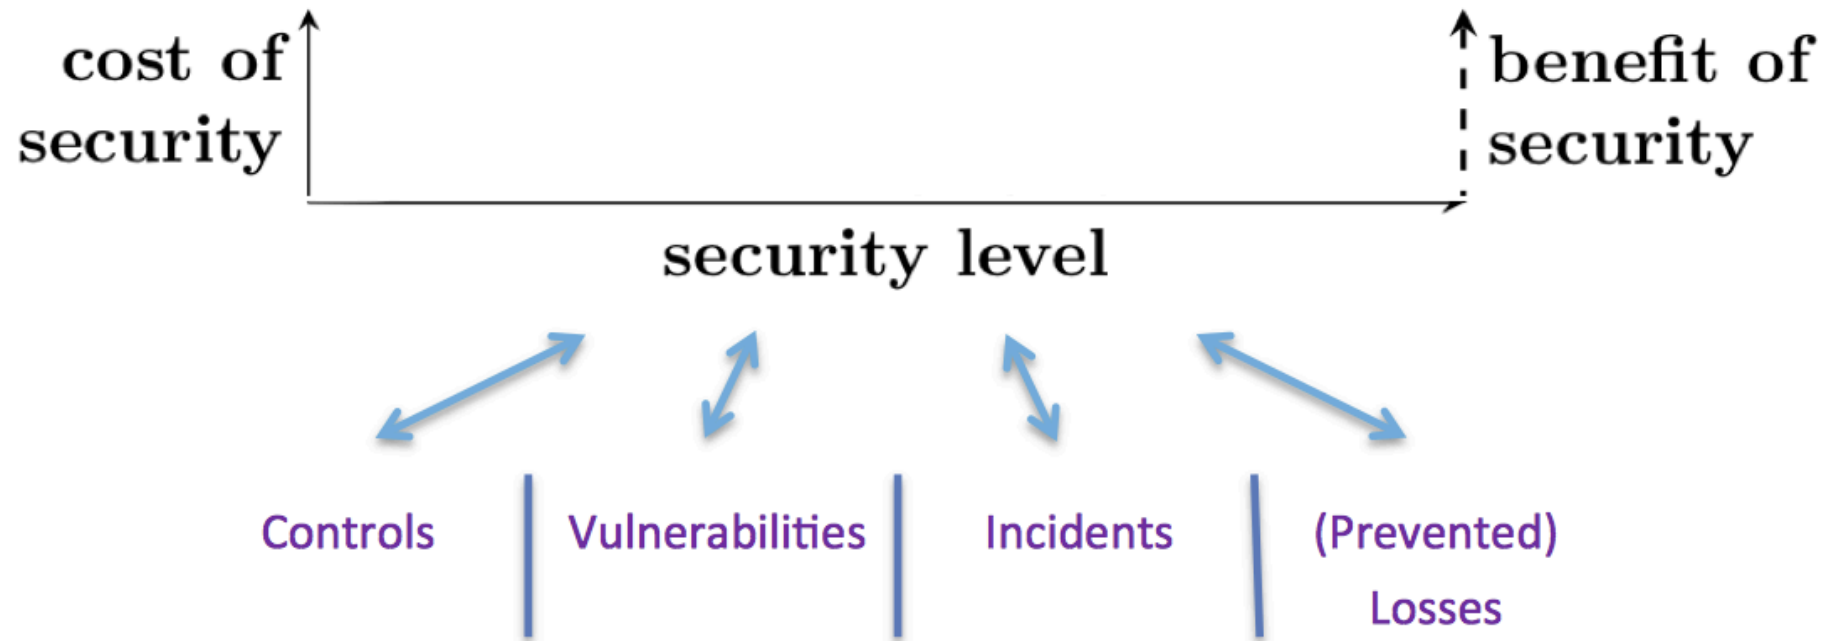 cost of
security
benefit of
security
security level
Controls
Vulnerabilities
Incidents
(Prevented)
Losses